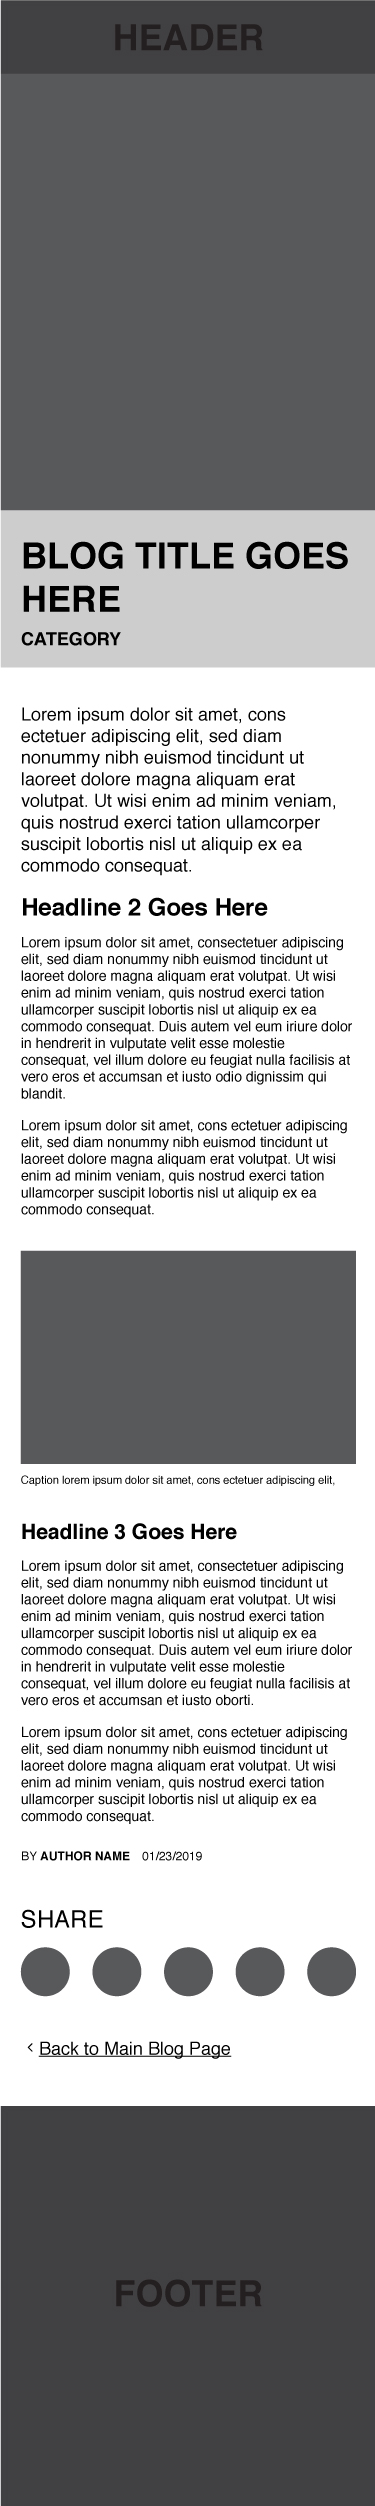 HEADER
BLOG TITLE GOES
HERE
CATEGORY
Lorem ipsum dolor sit amet, cons
ectetuer adipiscing elit, sed diam
nonummy nibh euismod tincidunt ut
laoreet dolore magna aliquam erat
volutpat. Ut wisi enim ad minim veniam,
quis nostrud exerci tation ullamcorper
suscipit lobortis nisl ut aliquip ex ea
commodo consequat.
Headline 2 Goes Here
Lorem ipsum dolor sit amet, consectetuer adipiscing
elit, sed diam nonummy nibh euismod tincidunt ut
laoreet dolore magna aliquam erat volutpat. Ut wisi
enim ad minim veniam, quis nostrud exerci tation
ullamcorper suscipit lobortis nisl ut aliquip ex ea
commodo consequat. Duis autem vel eum iriure dolor
in hendrerit in vulputate velit esse molestie
consequat, vel illum dolore eu feugiat nulla facilisis at
vero eros et accumsan et iusto odio dignissim qui
blandit.
Lorem ipsum dolor sit amet, cons ectetuer adipiscing
elit, sed diam nonummy nibh euismod tincidunt ut
laoreet dolore magna aliquam erat volutpat. Ut wisi
enim ad minim veniam, quis nostrud exerci tation
ullamcorper suscipit lobortis nisl ut aliquip ex ea
commodo consequat.
Caption lorem ipsum dolor sit amet, cons ectetuer adipiscing elit,
Headline 3 Goes Here
Lorem ipsum dolor sit amet, consectetuer adipiscing
elit, sed diam nonummy nibh euismod tincidunt ut
laoreet dolore magna aliquam erat volutpat. Ut wisi
enim ad minim veniam, quis nostrud exerci tation
ullamcorper suscipit lobortis nisl ut aliquip ex ea
commodo consequat. Duis autem vel eum iriure dolor
in hendrerit in vulputate velit esse molestie
consequat, vel illum dolore eu feugiat nulla facilisis at
vero eros et accumsan et iusto oborti.
Lorem ipsum dolor sit amet, cons ectetuer adipiscing
elit, sed diam nonummy nibh euismod tincidunt ut
laoreet dolore magna aliquam erat volutpat. Ut wisi
enim ad minim veniam, quis nostrud exerci tation
ullamcorper suscipit lobortis nisl ut aliquip ex ea
commodo consequat.
BY AUTHOR NAME 01/23/2019
SHARE
< Back to Main Blog Page
FOOTER